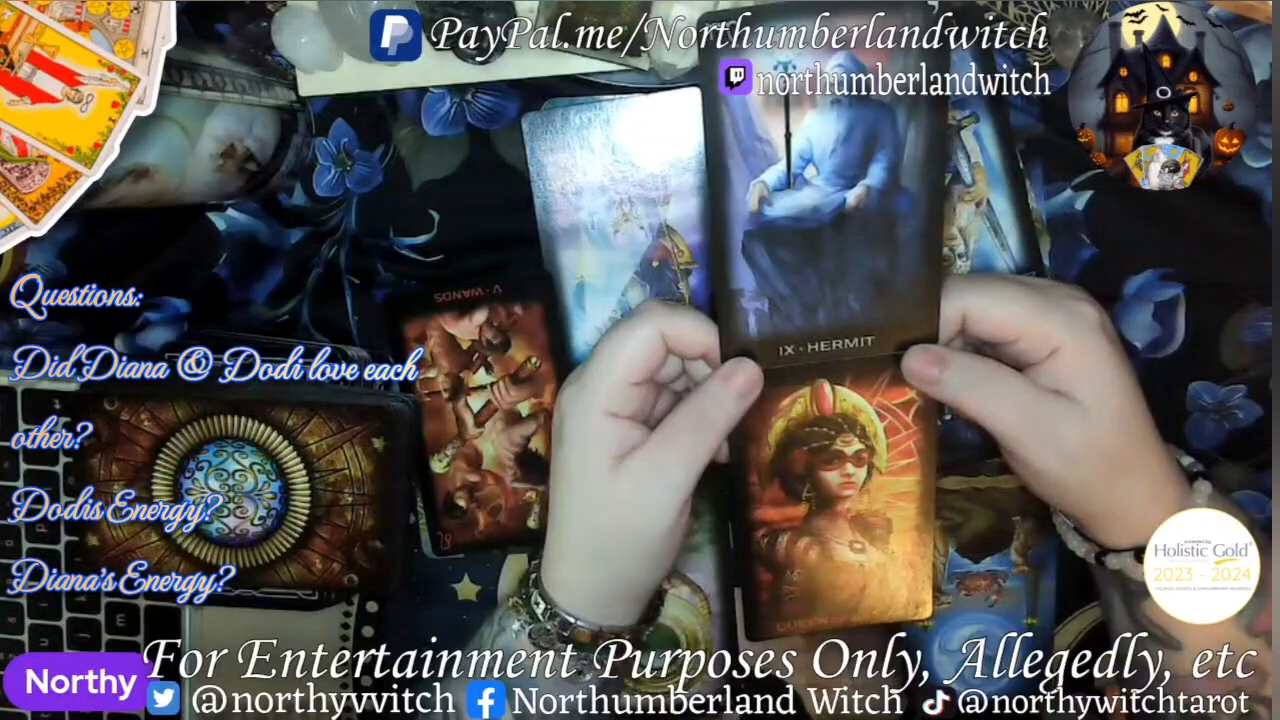 PayPal.me/Northumberlandwitch
northumberlandwitch
V · WANDS
IX · HERMIT
Questions:
Did Diana & Dodi love each
other?
Dodis Energy?
Diana's Energy?
Holistic Gold
2023 - 2024
For Entertainment Purposes Only, Allegedly, etc
Northy
@northyvvitch
Northumberland Witch
@northywitchtarot